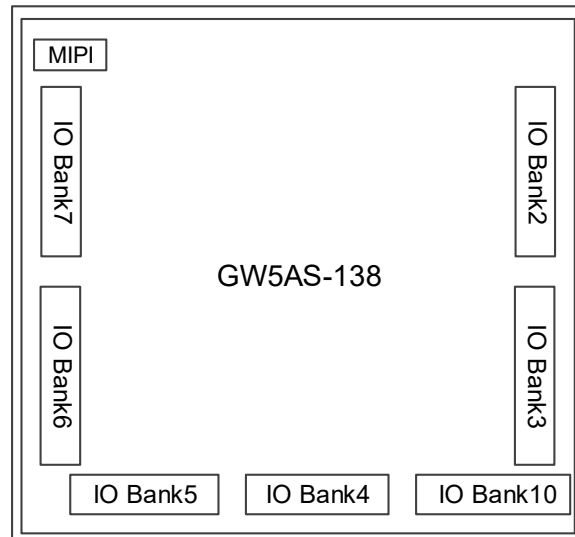 MIPI
IO Bank7
IO Bank2
GW5AS-138
IO Bank6
IO Bank3
IO Bank5
IO Bank4
IO Bank10